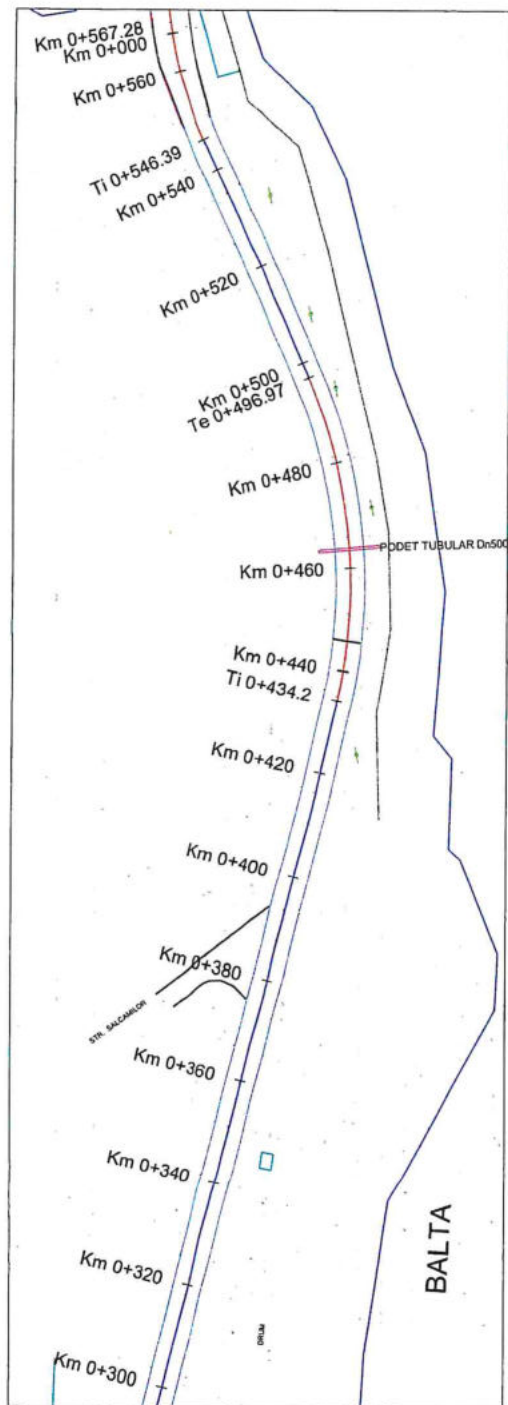 Km 0+567.28
Km 0+000
Km 0+560
Ti 0+546.39
Km 0+540
Km 0+520
Km 0+500
Te 0+496.97
Km 0+480
PODET TUBULAR Dn500
Km 0+460
Km 0+440
Ti 0+434.2
Km 0+420
Km 0+400
Km 0+380
STR. SALCAMILOR
Km 0+360
Km 0+340
BALTA
Km 0+320
DRUM
Km 0+300